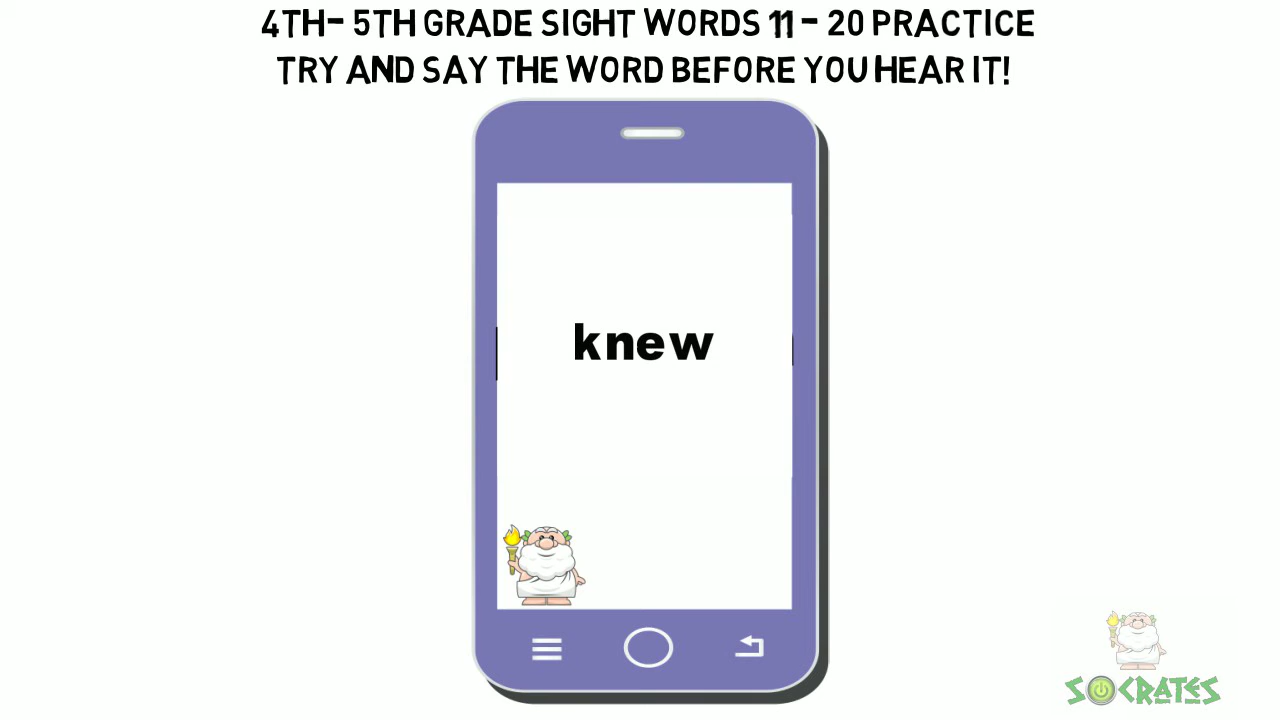 4TH- 5TH GRADE SIGHT WORDS 11 - 20 PRACTICE
TRY AND SAY THE WORD BEFORE YOU HEAR IT!
knew
SOCRATES